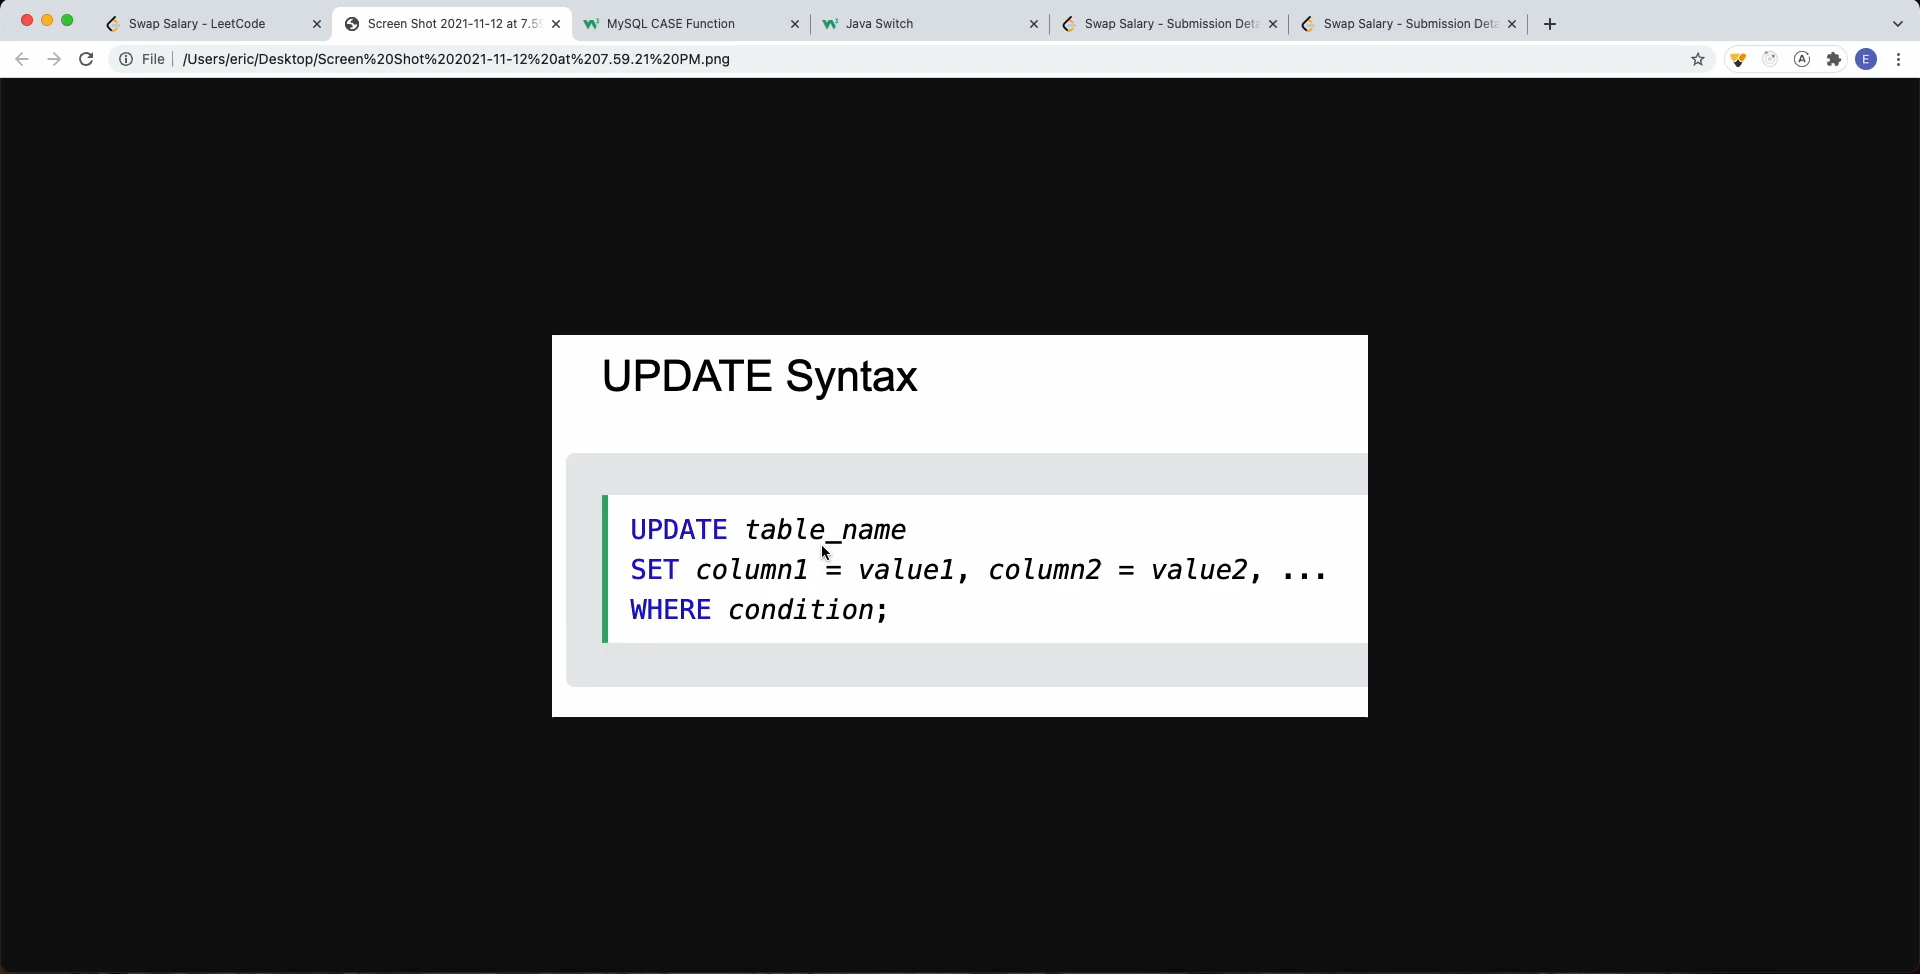 Swap Salary - LeetCode
Screen Shot 2021-11-12 at 7.5
MySQL CASE Function
Java Switch
Swap Salary - Submission Deta
Swap Salary - Submission Deta
File
/Users/eric/Desktop/Screen%20Shot%202021-11-12%20at%207.59.21%20PM.png
E
UPDATE Syntax
UPDATE table_name
SET column1 = value1, column2 = value2, ...
WHERE condition;